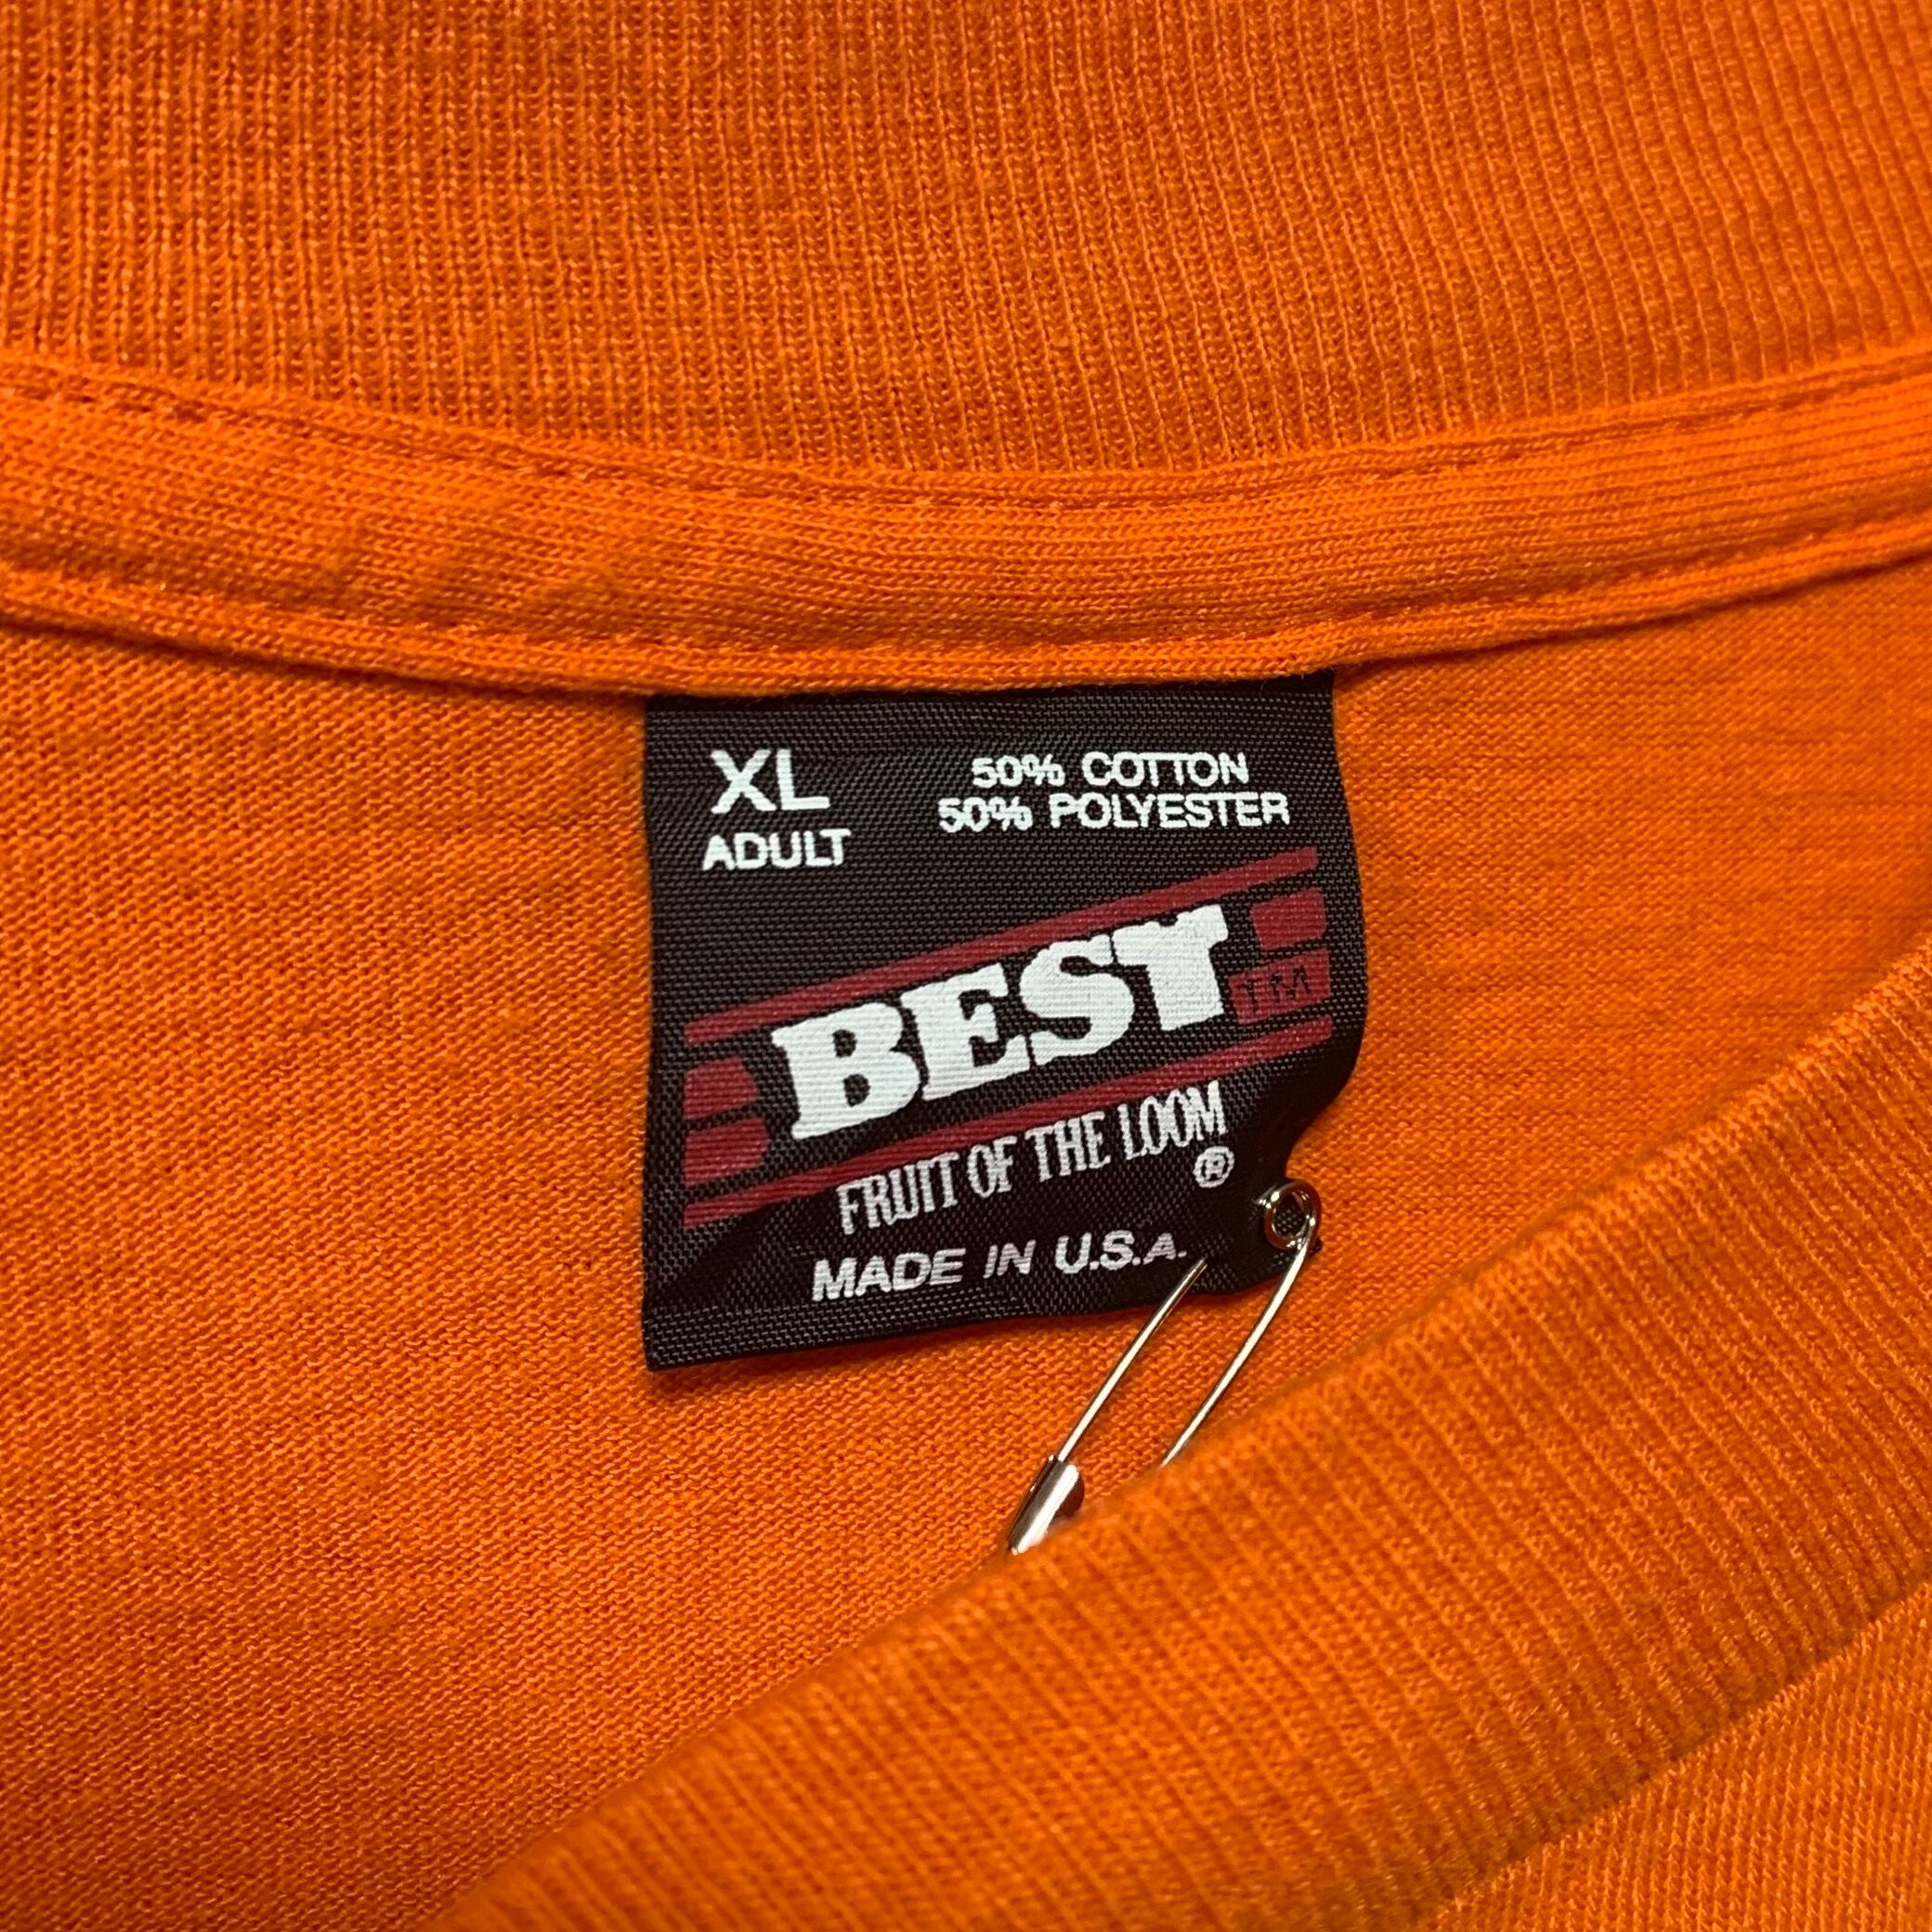 XL
ADULT
50% COTTON
50% POLYESTER
BEST
TM
FRUIT OF THE LOOM
®
MADE IN U.S.A.